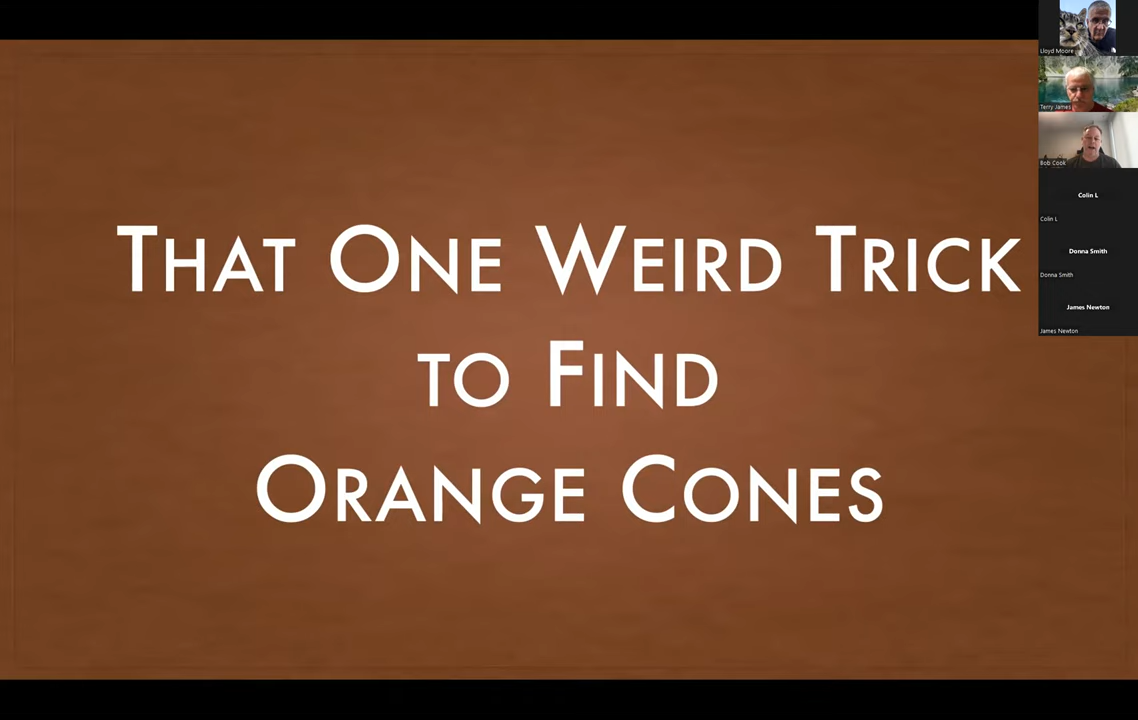 THAT ONE WEIRD TRICK
TO FIND
ORANGE CONES
Lloyd Moore
Terry James
Bob Cook
Colin L
Colin L
Donna Smith
Donna Smith
James Newton
James Newton